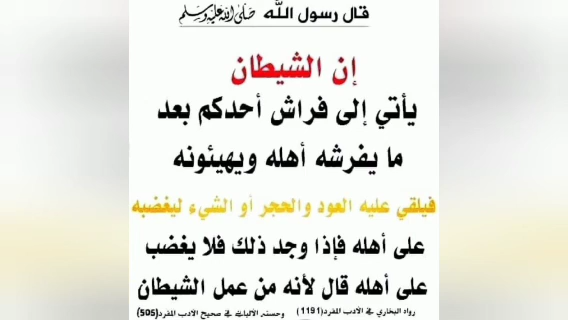 قال رسول الله ﷺ
إن الشيطان
يأتي إلى فراش أحدكم بعد
ما يفرشه أهله ويهيئونه
فيلقي عليه العود والحجر أو الشيء ليغضبه
على أهله فإذا وجد ذلك فلا يغضب
على أهله قال لأنه من عمل الشيطان
رواه البخاري في الادب المفرد (1191) وحسنه الألباني في صحيح الادب المفرد (505)